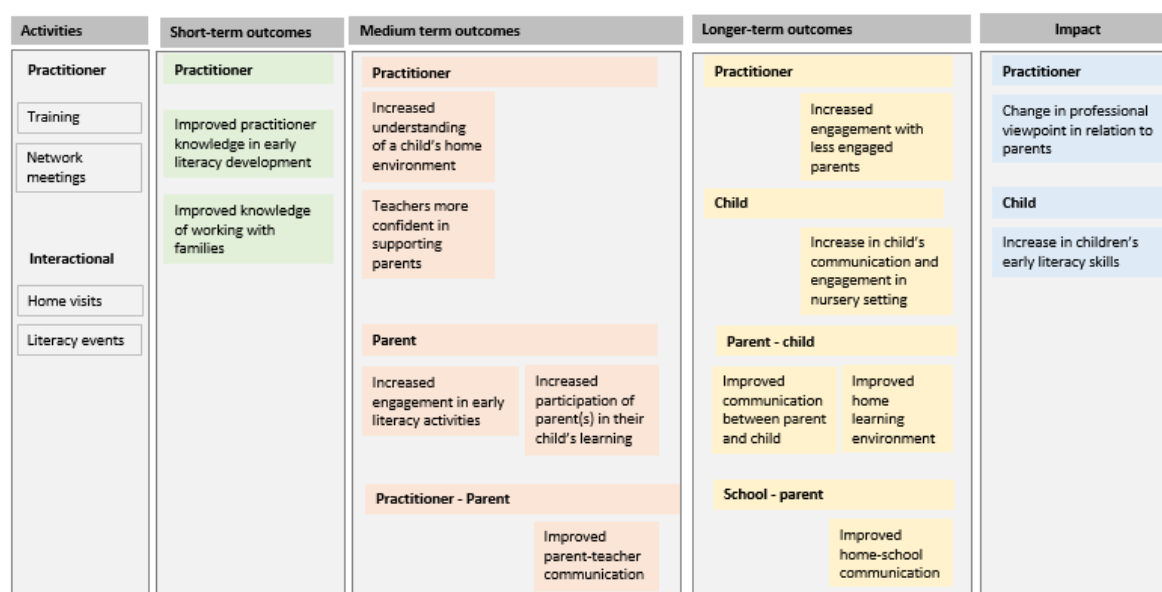 Activities
Practitioner
Training
Network
meetings
Interactional
Home visits
Literacy events
Short-term outcomes
Practitioner
Improved practitioner
knowledge in early
literacy development
Improved knowledge
of working with
families
Medium term outcomes
Practitioner
Increased
understanding
of a child's home
environment
Teachers more
confident in
supporting
parents
Parent
Increased
engagement in early
literacy activities
Increased
participation of
parent(s) in their
child's learning
Practitioner - Parent
Improved
parent-teacher
communication
Longer-term outcomes
Practitioner
Increased
engagement with
less engaged
parents
Child
Increase in child's
communication and
engagement in
nursery setting
Parent - child
Improved
communication
between parent
and child
Improved
home
learning
environment
School - parent
Improved
home-school
communication
Impact
Practitioner
Change in professional
viewpoint in relation to
parents
Child
Increase in children's
early literacy skills